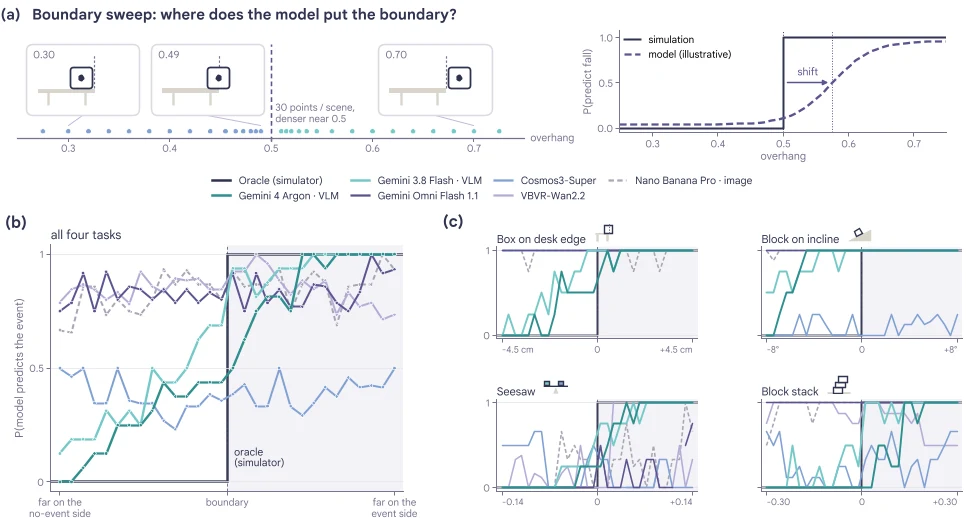 (a) Boundary sweep: where does the model put the boundary?
0.30
0.49
0.70
30 points / scene,
denser near 0.5
overhang
0.3 0.4 0.5 0.6 0.7
P(predict fall)
1.0
0.5
0.0
simulation
model (illustrative)
shift
0.3 0.4 0.5 0.6 0.7
overhang
Oracle (simulator)
Gemini 4 Argon · VLM
Gemini 3.8 Flash · VLM
Gemini Omni Flash 1.1
Cosmos3-Super
VBVR-Wan2.2
Nano Banana Pro · image
(b)
all four tasks
P(model predicts the event)
1
0.5
0
oracle
(simulator)
far on the
no-event side
boundary
far on the
event side
(c)
Box on desk edge
1
0
−4.5 cm 0 +4.5 cm
Block on incline
1
0
−8° 0 +8°
Seesaw
1
0
−0.14 0 +0.14
Block stack
1
0
−0.30 0 +0.30